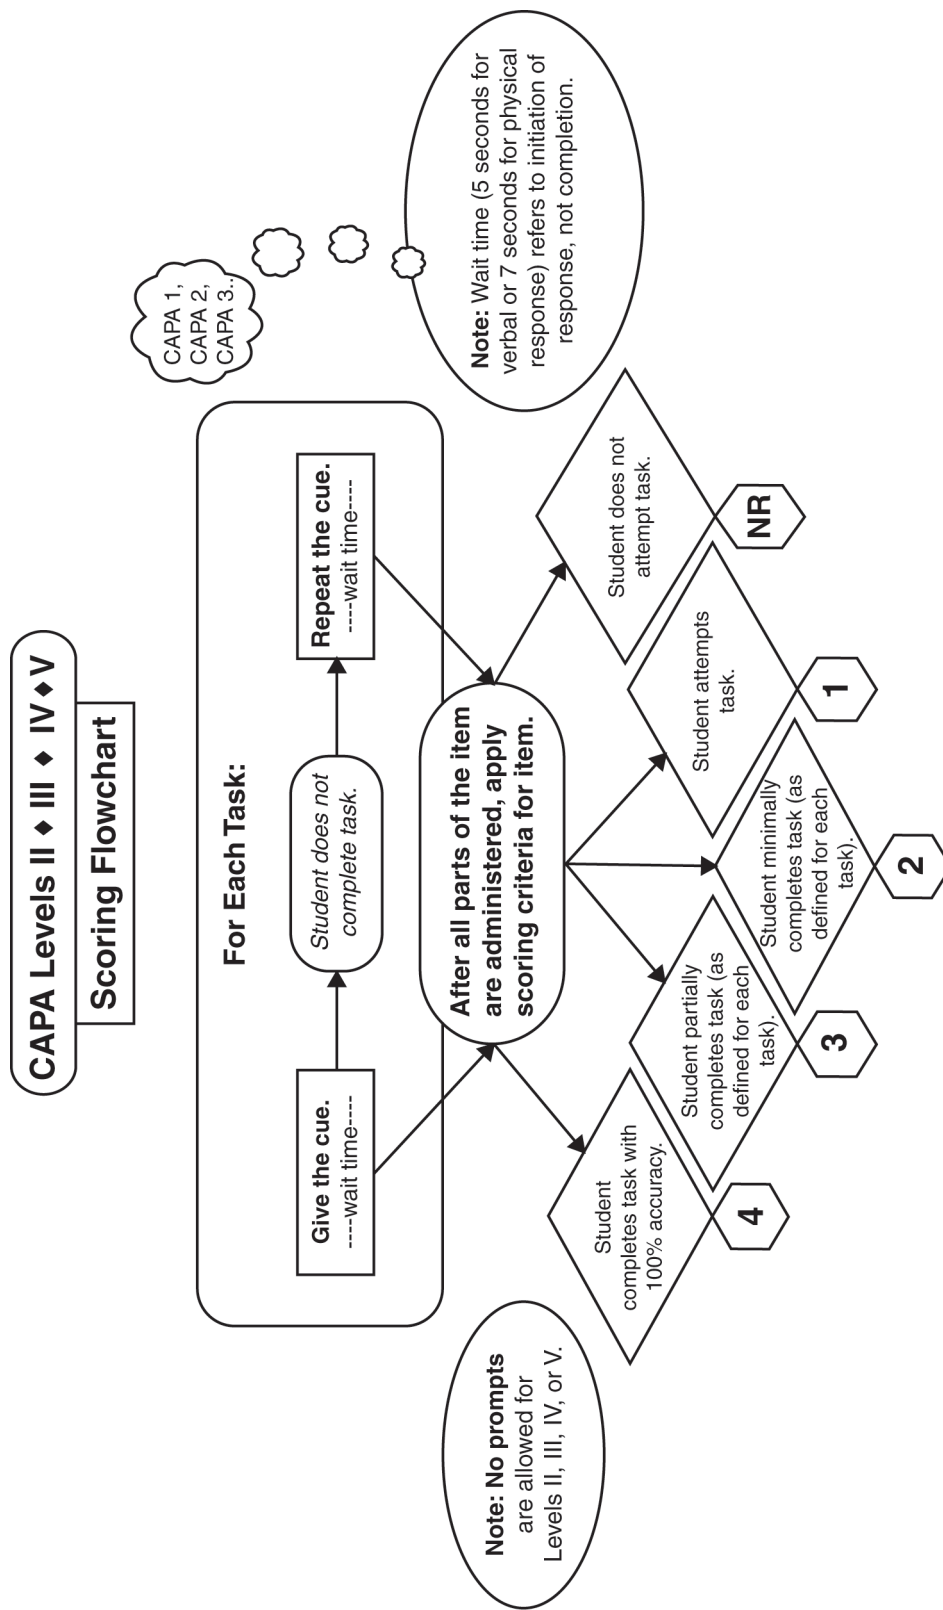 CAPA Levels II ♦ III ♦ IV ♦ V
Scoring Flowchart
For Each Task:
Give the cue.
----wait time----
Student does not
complete task.
Repeat the cue.
----wait time----
CAPA 1,
CAPA 2,
CAPA 3..
After all parts of the item
are administered, apply
scoring criteria for item.
Note: No prompts
are allowed for
Levels II, III, IV, or V.
Note: Wait time (5 seconds for
verbal or 7 seconds for physical
response) refers to initiation of
response, not completion.
Student
completes task with
100% accuracy.
4
Student partially
completes task (as
defined for each
task).
3
Student minimally
completes task (as
defined for each
task).
2
Student attempts
task.
1
Student does not
attempt task.
NR